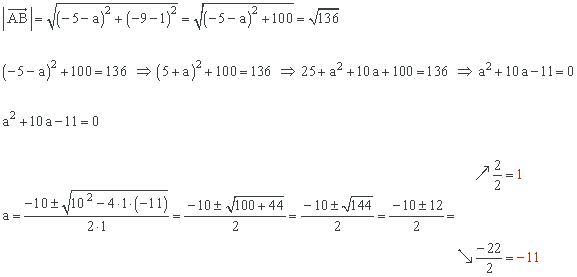 |AB⃗| = √((−5−a)² + (−9−1)²) = √((−5−a)² + 100) = √136
(−5−a)² + 100 = 136 ⇒ (5+a)² + 100 = 136 ⇒ 25 + a² + 10a + 100 = 136 ⇒ a² + 10a − 11 = 0
a² + 10a − 11 = 0
a = (−10 ± √(10² − 4·1·(−11)))/(2·1) = (−10 ± √(100 + 44))/2 = (−10 ± √144)/2 = (−10 ± 12)/2 =
↗ 2/2 = 1
↘ −22/2 = −11